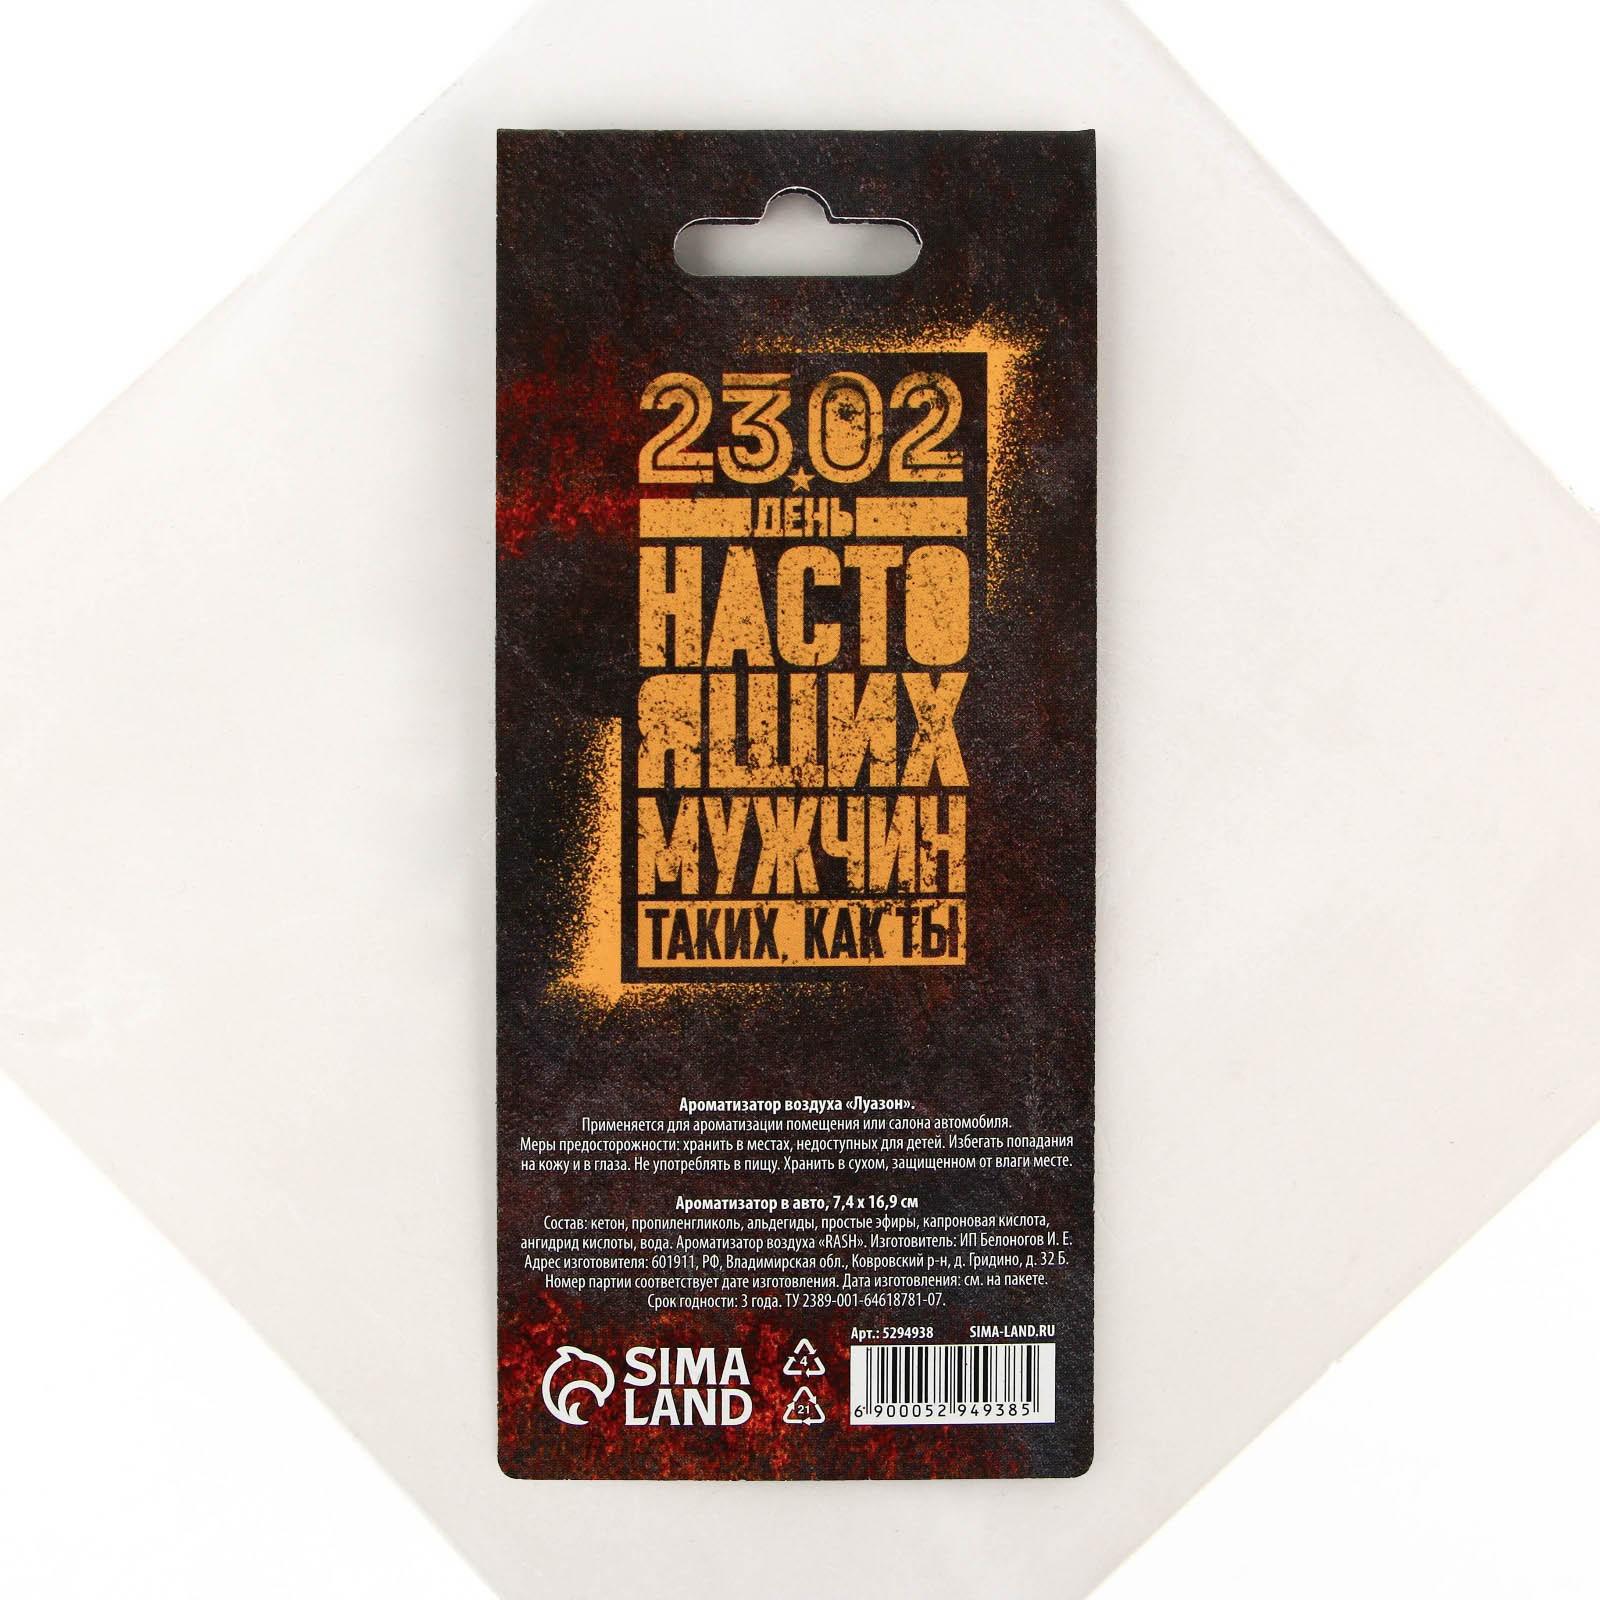 23.02
ДЕНЬ
НАСТО
ЯЩИХ
МУЖЧИН
ТАКИХ, КАК ТЫ
Ароматизатор воздуха «Луазон».
Применяется для ароматизации помещения или салона автомобиля.
Меры предосторожности: хранить в местах, недоступных для детей. Избегать попадания
на кожу и в глаза. Не употреблять в пищу. Хранить в сухом, защищенном от влаги месте.
Ароматизатор в авто, 7,4 х 16,9 см
Состав: кетон, пропиленгликоль, альдегиды, простые эфиры, капроновая кислота,
ангидрид кислоты, вода. Ароматизатор воздуха «RASH». Изготовитель: ИП Белоногов И. Е.
Адрес изготовителя: 601911, РФ, Владимирская обл., Ковровский р-н, д. Гридино, д. 32 Б.
Номер партии соответствует дате изготовления. Дата изготовления: см. на пакете.
Срок годности: 3 года. ТУ 2389-001-64618781-07.
Арт.: 5294938 SIMA-LAND.RU
SIMA
LAND
4
21
6 900052 949385